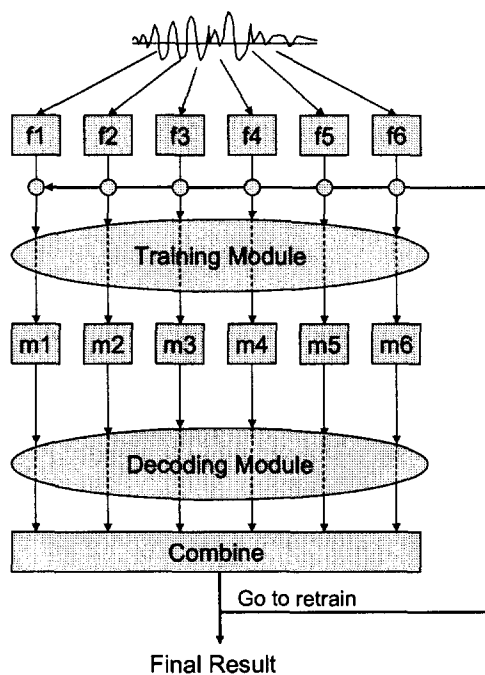 f1 f2 f3 f4 f5 f6
Training Module
m1 m2 m3 m4 m5 m6
Decoding Module
Combine
Go to retrain
Final Result